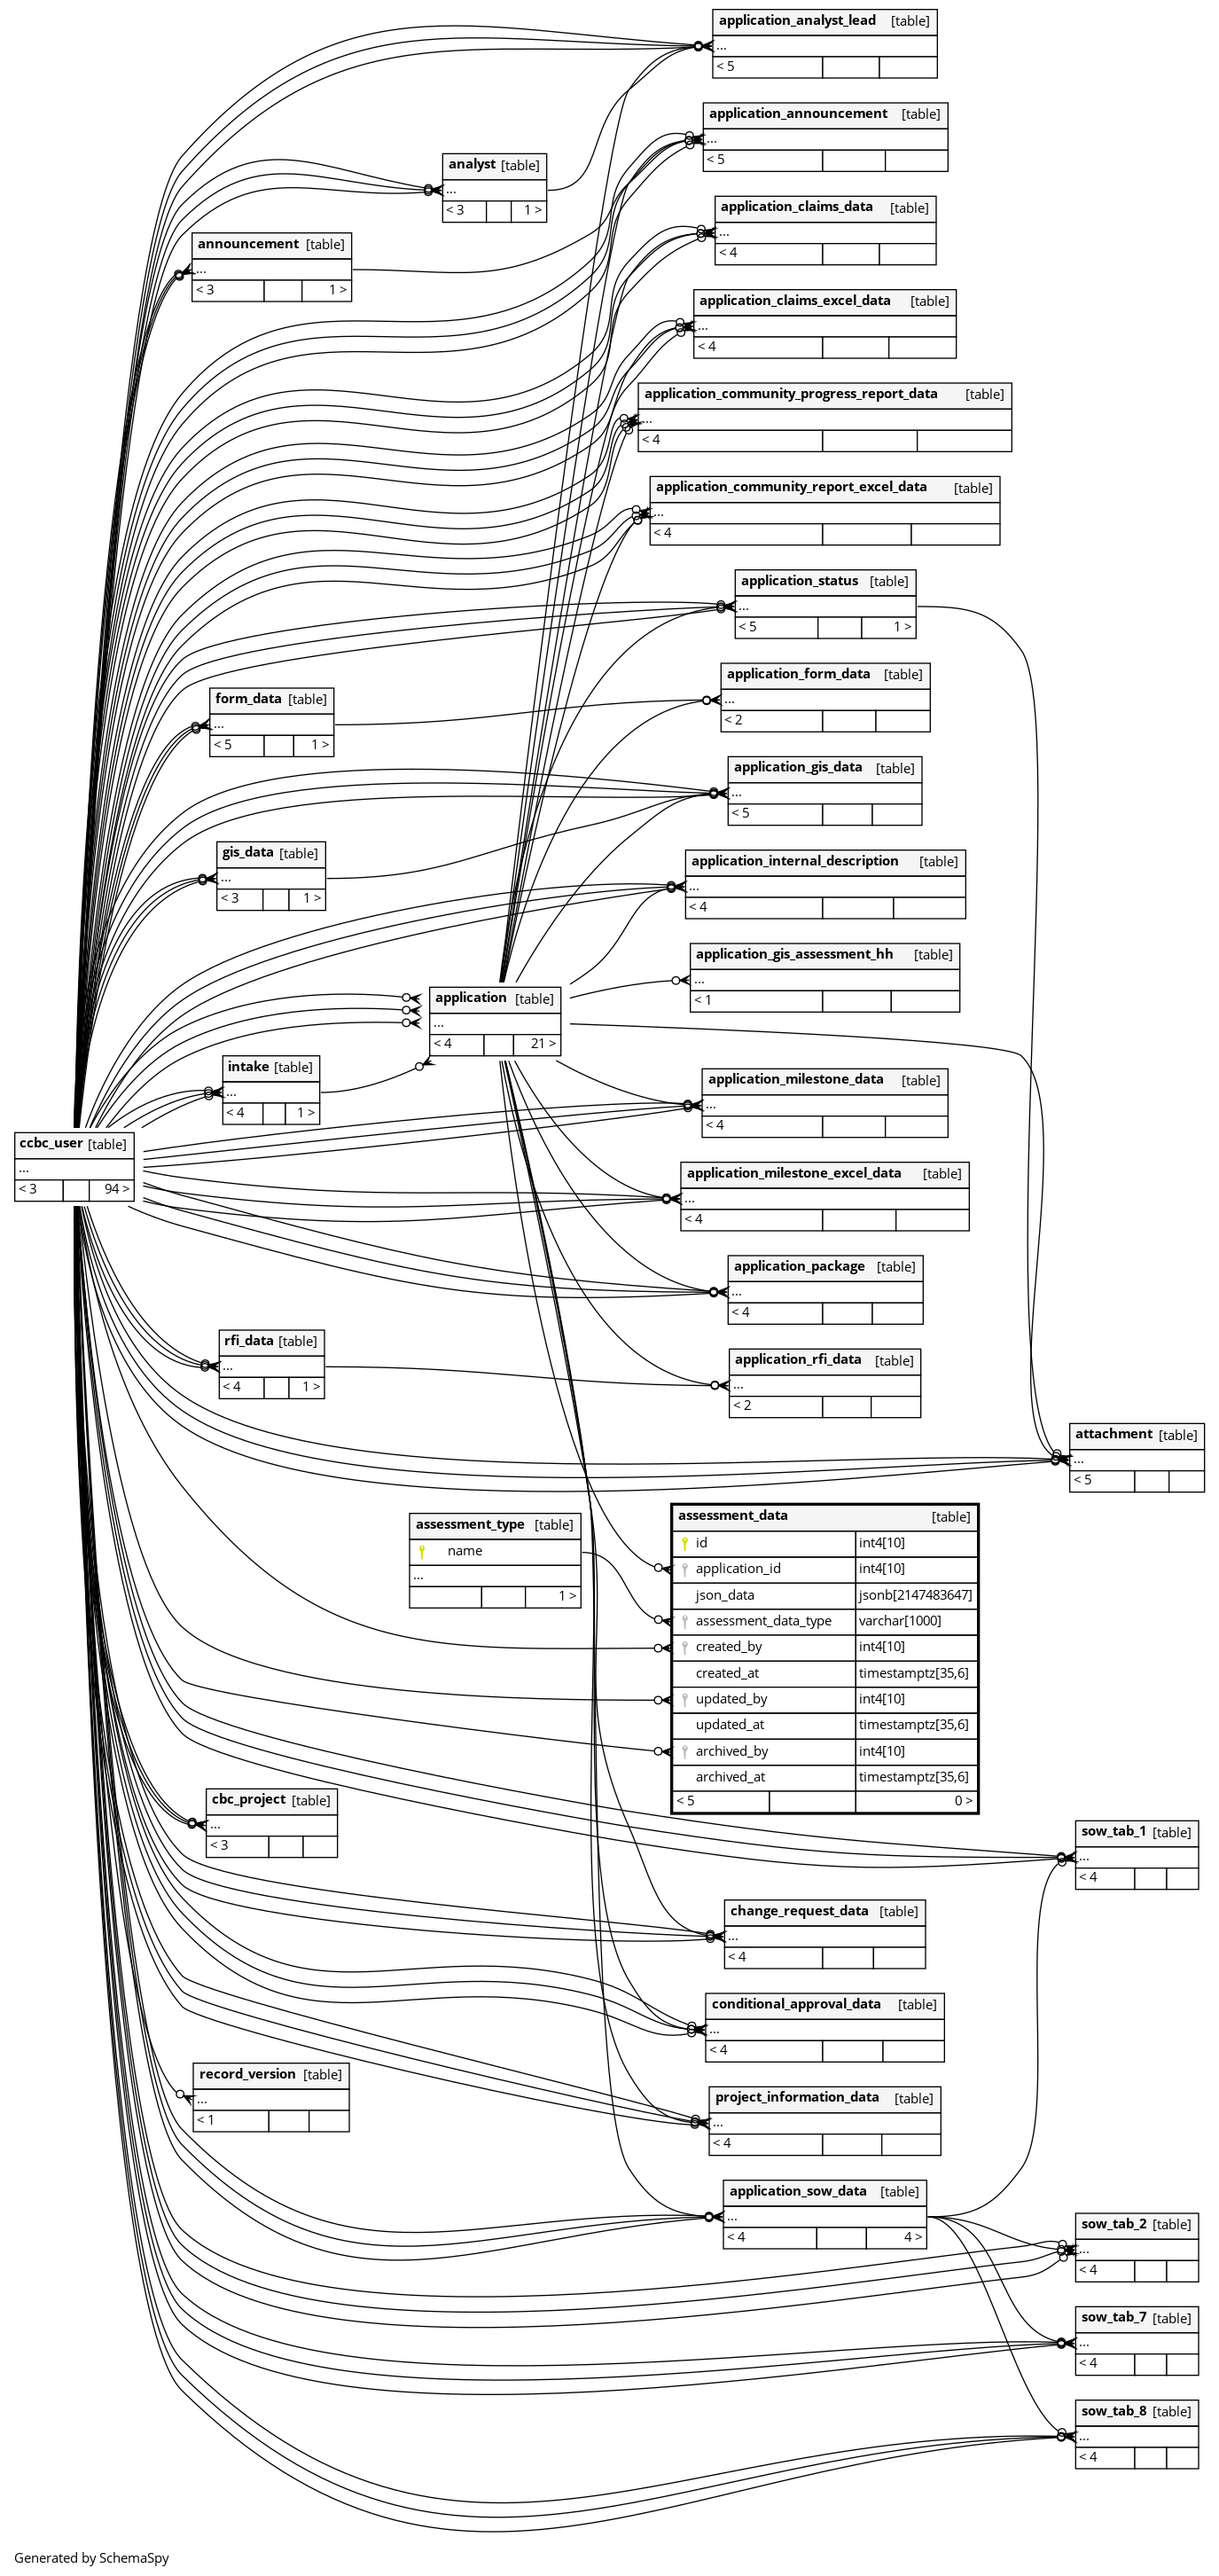 application_analyst_lead [table]
...
< 5
application_announcement [table]
...
< 5
analyst [table]
...
< 3 1 >
application_claims_data [table]
...
< 4
announcement [table]
...
< 3 1 >
application_claims_excel_data [table]
...
< 4
application_community_progress_report_data [table]
...
< 4
application_community_report_excel_data [table]
...
< 4
application_status [table]
...
< 5 1 >
application_form_data [table]
...
< 2
form_data [table]
...
< 5 1 >
application_gis_data [table]
...
< 5
gis_data [table]
...
< 3 1 >
application_internal_description [table]
...
< 4
application_gis_assessment_hh [table]
...
< 1
application [table]
...
< 4 21 >
intake [table]
...
< 4 1 >
application_milestone_data [table]
...
< 4
ccbc_user [table]
...
< 3 94 >
application_milestone_excel_data [table]
...
< 4
application_package [table]
...
< 4
rfi_data [table]
...
< 4 1 >
application_rfi_data [table]
...
< 2
attachment [table]
...
< 5
assessment_type [table]
name
...
1 >
assessment_data [table]
id int4[10]
application_id int4[10]
json_data jsonb[2147483647]
assessment_data_type varchar[1000]
created_by int4[10]
created_at timestamptz[35,6]
updated_by int4[10]
updated_at timestamptz[35,6]
archived_by int4[10]
archived_at timestamptz[35,6]
< 5 0 >
cbc_project [table]
...
< 3
sow_tab_1 [table]
...
< 4
change_request_data [table]
...
< 4
conditional_approval_data [table]
...
< 4
record_version [table]
...
< 1
project_information_data [table]
...
< 4
application_sow_data [table]
...
< 4 4 >
sow_tab_2 [table]
...
< 4
sow_tab_7 [table]
...
< 4
sow_tab_8 [table]
...
< 4
Generated by SchemaSpy